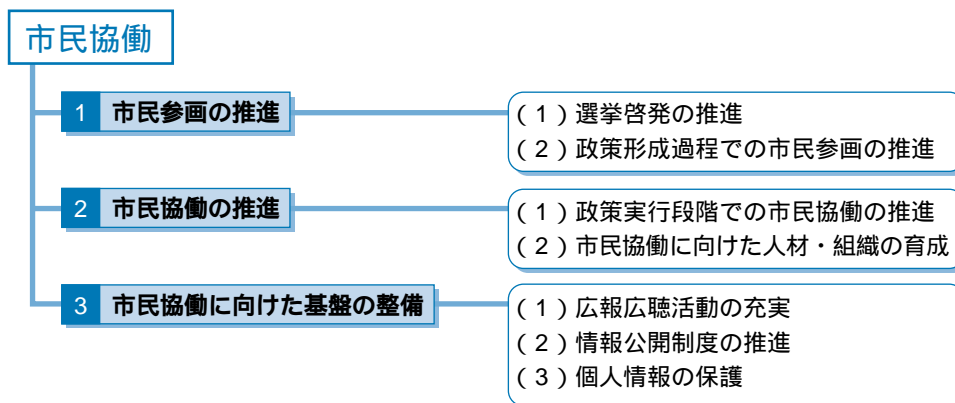 市民協働
1 市民参画の推進
(1)選挙啓発の推進
(2)政策形成過程での市民参画の推進
2 市民協働の推進
(1)政策実行段階での市民協働の推進
(2)市民協働に向けた人材・組織の育成
3 市民協働に向けた基盤の整備
(1)広報広聴活動の充実
(2)情報公開制度の推進
(3)個人情報の保護